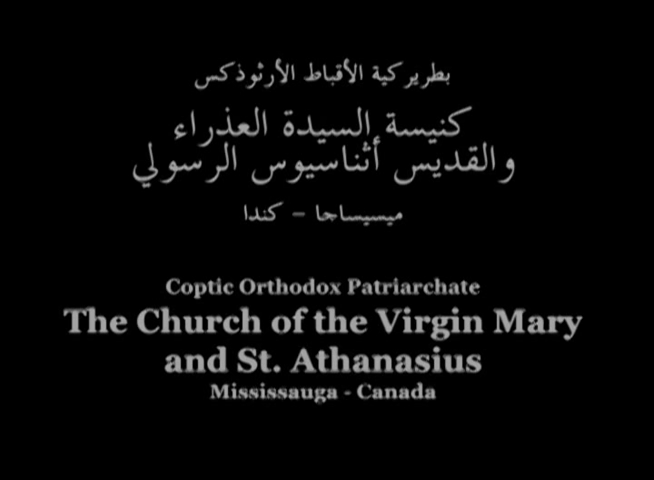 بطريركية الأقباط الأرثوذكس
كنيسة السيدة العذراء
والقديس أثناسيوس الرسولي
ميسيساجا - كندا
Coptic Orthodox Patriarchate
The Church of the Virgin Mary
and St. Athanasius
Mississauga - Canada